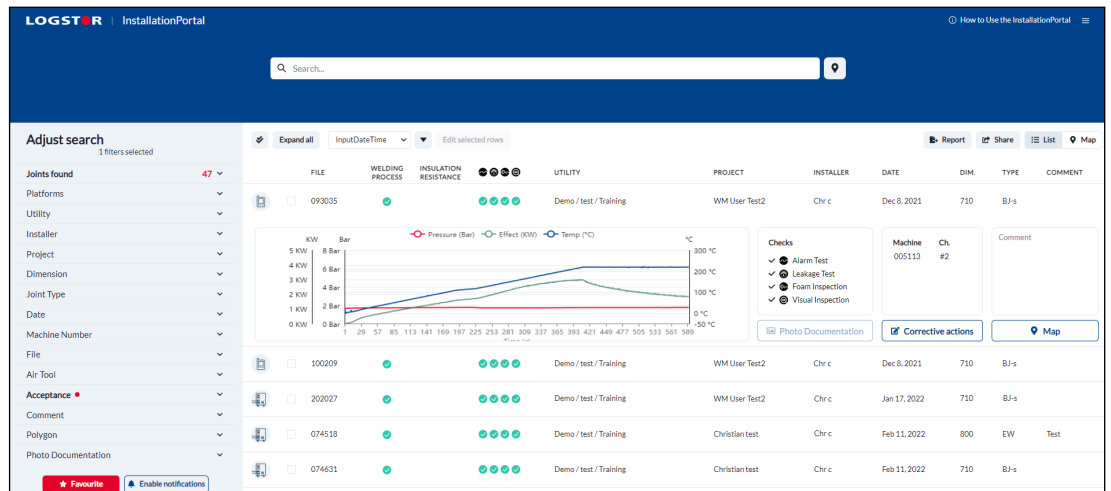 LOGSTOR | InstallationPortal
How to Use the InstallationPortal
Search...
Adjust search
1 filters selected
Joints found 47
Platforms
Utility
Installer
Project
Dimension
Joint Type
Date
Machine Number
File
Air Tool
Acceptance
Comment
Polygon
Photo Documentation
Favourite Enable notifications
Expand all InputDateTime Edit selected rows Report Share List Map
FILE WELDING PROCESS INSULATION RESISTANCE UTILITY PROJECT INSTALLER DATE DIM. TYPE COMMENT
093035 Demo / test / Training WM User Test2 Chr c Dec 8, 2021 710 BJ-s
KW Bar Pressure (Bar) Effect (KW) Temp (°C) °C
5 KW 8 Bar 300 °C
4 KW 6 Bar 200 °C
3 KW 4 Bar
2 KW 100 °C
1 KW 2 Bar 0 °C
0 KW 0 Bar -50 °C
1 29 57 85 113 141 169 197 225 253 281 309 337 365 393 421 449 477 505 533 561 589
Time (s)
Checks
Alarm Test
Leakage Test
Foam Inspection
Visual Inspection
Machine Ch.
005113 #2
Comment
Photo Documentation Corrective actions Map
100209 Demo / test / Training WM User Test2 Chr c Dec 8, 2021 710 BJ-s
202027 Demo / test / Training WM User Test2 Chr c Jan 17, 2022 710 BJ-s
074518 Demo / test / Training Christian test Chr c Feb 11, 2022 800 EW Test
074631 Demo / test / Training Christian test Chr c Feb 11, 2022 710 BJ-s